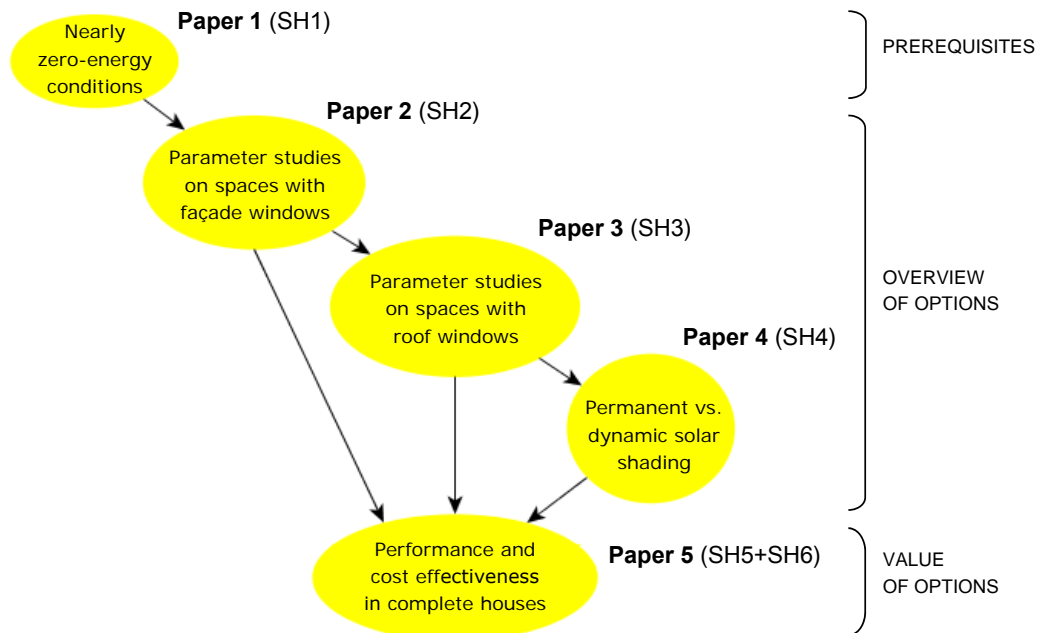 Paper 1 (SH1)
Nearly
zero-energy
conditions
PREREQUISITES
Paper 2 (SH2)
Parameter studies
on spaces with
façade windows
Paper 3 (SH3)
Parameter studies
on spaces with
roof windows
OVERVIEW
OF OPTIONS
Paper 4 (SH4)
Permanent vs.
dynamic solar
shading
Paper 5 (SH5+SH6)
Performance and
cost effectiveness
in complete houses
VALUE
OF OPTIONS